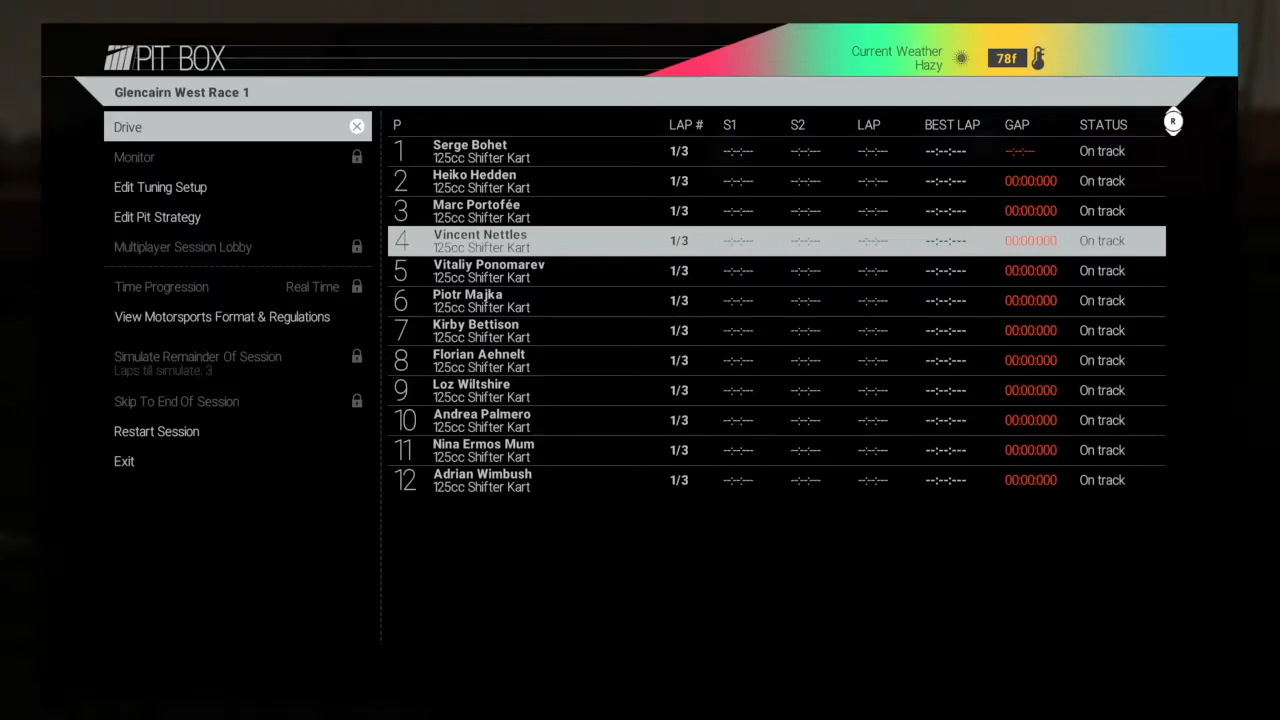 PIT BOX
Current Weather
Hazy
78f
Glencairn West Race 1
R
Drive
Monitor
Edit Tuning Setup
Edit Pit Strategy
Multiplayer Session Lobby
Time Progression Real Time
View Motorsports Format & Regulations
Simulate Remainder Of Session
Laps till simulate: 3
Skip To End Of Session
Restart Session
Exit
P LAP # S1 S2 LAP BEST LAP GAP STATUS
1 Serge Bohet 1/3 --:--:--- --:--:--- --:--:--- --:--:--- --:--:--- On track
125cc Shifter Kart
2 Heiko Hedden 1/3 --:--:--- --:--:--- --:--:--- --:--:--- 00:00:000 On track
125cc Shifter Kart
3 Marc Portofée 1/3 --:--:--- --:--:--- --:--:--- --:--:--- 00:00:000 On track
125cc Shifter Kart
4 Vincent Nettles 1/3 --:--:--- --:--:--- --:--:--- --:--:--- 00:00:000 On track
125cc Shifter Kart
5 Vitaliy Ponomarev 1/3 --:--:--- --:--:--- --:--:--- --:--:--- 00:00:000 On track
125cc Shifter Kart
6 Piotr Majka 1/3 --:--:--- --:--:--- --:--:--- --:--:--- 00:00:000 On track
125cc Shifter Kart
7 Kirby Bettison 1/3 --:--:--- --:--:--- --:--:--- --:--:--- 00:00:000 On track
125cc Shifter Kart
8 Florian Aehnelt 1/3 --:--:--- --:--:--- --:--:--- --:--:--- 00:00:000 On track
125cc Shifter Kart
9 Loz Wiltshire 1/3 --:--:--- --:--:--- --:--:--- --:--:--- 00:00:000 On track
125cc Shifter Kart
10 Andrea Palmero 1/3 --:--:--- --:--:--- --:--:--- --:--:--- 00:00:000 On track
125cc Shifter Kart
11 Nina Ermos Mum 1/3 --:--:--- --:--:--- --:--:--- --:--:--- 00:00:000 On track
125cc Shifter Kart
12 Adrian Wimbush 1/3 --:--:--- --:--:--- --:--:--- --:--:--- 00:00:000 On track
125cc Shifter Kart